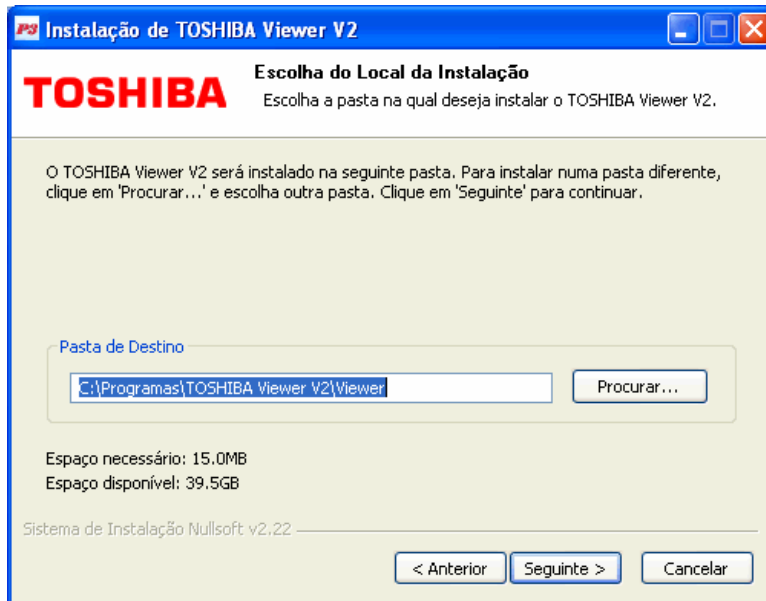 PS Instalação de TOSHIBA Viewer V2
TOSHIBA
Escolha do Local da Instalação
Escolha a pasta na qual deseja instalar o TOSHIBA Viewer V2.
O TOSHIBA Viewer V2 será instalado na seguinte pasta. Para instalar numa pasta diferente,
clique em 'Procurar...' e escolha outra pasta. Clique em 'Seguinte' para continuar.
Pasta de Destino
C:\Programas\TOSHIBA Viewer V2\Viewer
Procurar...
Espaço necessário: 15.0MB
Espaço disponível: 39.5GB
Sistema de Instalação Nullsoft v2.22
< Anterior
Seguinte >
Cancelar